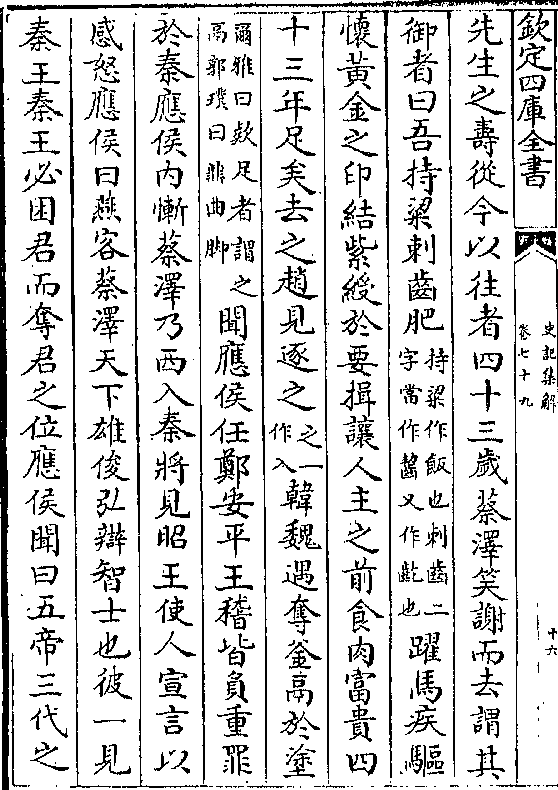 欽定四庫全書
史記集解
卷七十九
十六
先生之壽從今以往者四十三歲蔡澤笑謝而去謂其
御者曰吾持粱刺齒肥
持粱作飯也刺齒二
字當作齧又作齕也
躍馬疾驅
懷黃金之印結紫綬於要揖讓人主之前食肉富貴四
十三年足矣去之趙見逐之
之一
作入
韓魏遇奪釜鬲於塗
爾雅曰款足者謂之
鬲郭璞曰鼎曲脚
聞應侯任鄭安平王稽皆負重罪
於秦應侯內慚蔡澤乃西入秦將見昭王使人宣言以
感怒應侯曰燕客蔡澤天下雄俊弘辯智士也彼一見
秦王秦王必困君而奪君之位應侯聞曰五帝三代之